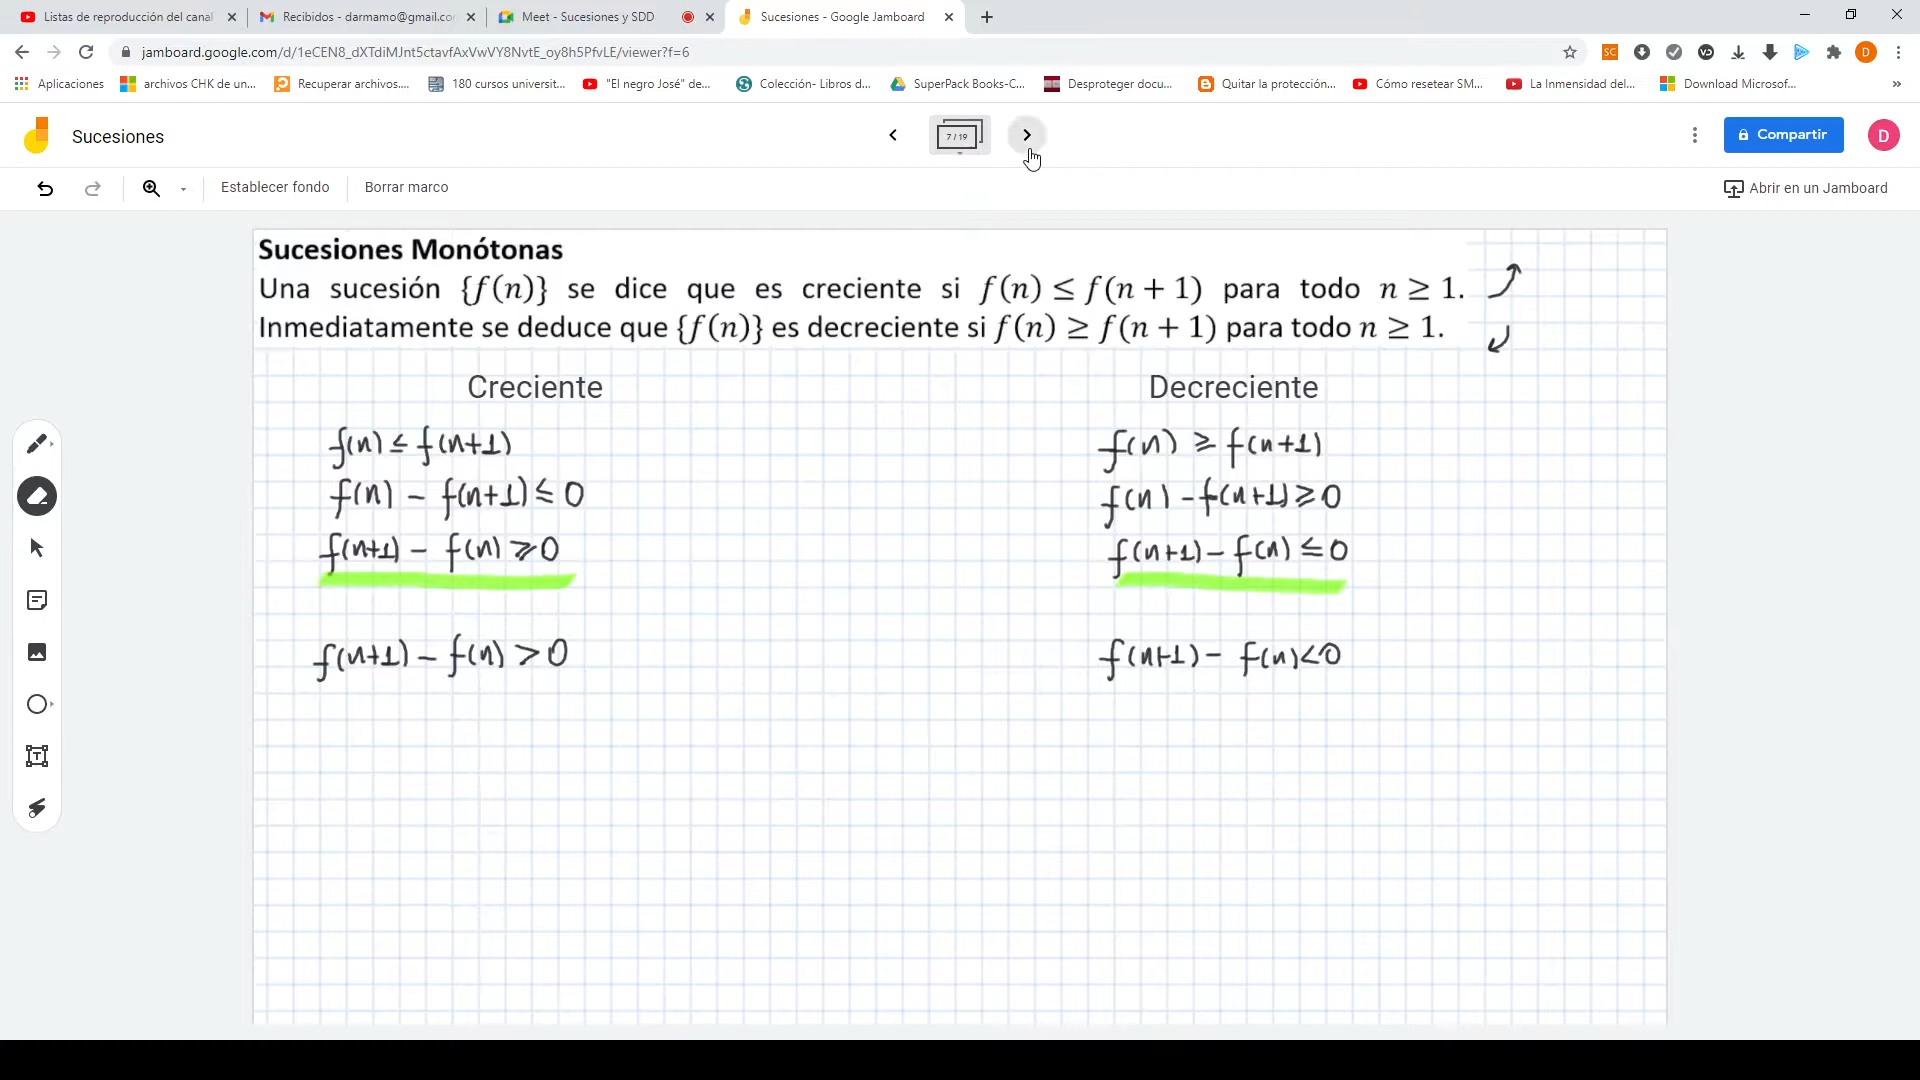 Listas de reproducción del canal
Recibidos - darmamo@gmail.co
Meet - Sucesiones y SDD
Sucesiones - Google Jamboard
jamboard.google.com/d/1eCEN8_dXTdiMJnt5ctavfAxVwVY8NvtE_oy8h5PfvLE/viewer?f=6
SC
D
Aplicaciones
archivos CHK de un...
Recuperar archivos....
180 cursos universit...
"El negro José" de...
Colección- Libros d...
SuperPack Books-C...
Desproteger docu...
Quitar la protección...
Cómo resetear SM...
La Inmensidad del...
Download Microsof...
»
Sucesiones
7 / 19
Compartir
D
Establecer fondo
Borrar marco
Abrir en un Jamboard
Sucesiones Monótonas
Una sucesión {f(n)} se dice que es creciente si f(n) ≤ f(n + 1) para todo n ≥ 1.
Inmediatamente se deduce que {f(n)} es decreciente si f(n) ≥ f(n + 1) para todo n ≥ 1.
Creciente
Decreciente
f(n) ≤ f(n+1)
f(n) ≥ f(n+1)
f(n) - f(n+1) ≤ 0
f(n) - f(n+1) ≥ 0
f(n+1) - f(n) ≥ 0
f(n+1) - f(n) ≤ 0
f(n+1) - f(n) > 0
f(n+1) - f(n) < 0